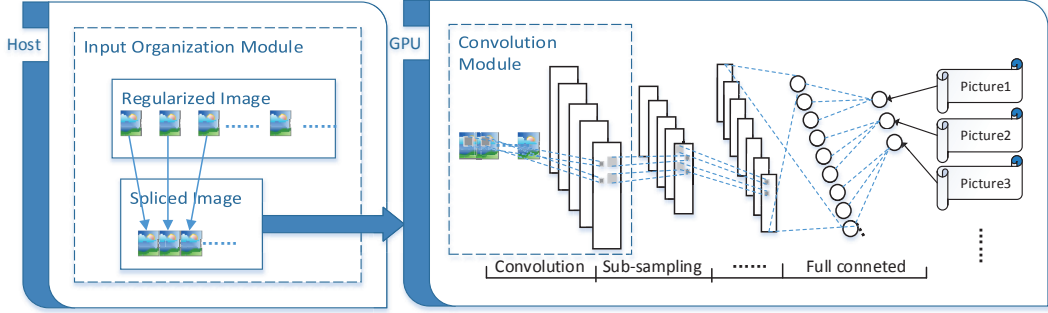 Host
Input Organization Module
Regularized Image
...... ......
Spliced Image
......
GPU
Convolution
Module
......
Picture1
Picture2
Picture3
......
Convolution Sub-sampling ...... Full conneted